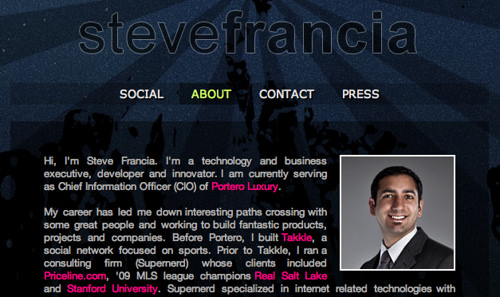 stevefrancia
SOCIAL ABOUT CONTACT PRESS
Hi, I'm Steve Francia. I'm a technology and business
executive, developer and innovator. I am currently serving
as Chief Information Officer (CIO) of Portero Luxury.
My career has led me down interesting paths crossing with
some great people and working to build fantastic products,
projects and companies. Before Portero, I built Takkle, a
social network focused on sports. Prior to Takkle, I ran a
consulting firm (Supernerd) whose clients included
Priceline.com, '09 MLS league champions Real Salt Lake
and Stanford University. Supernerd specialized in internet related technologies with